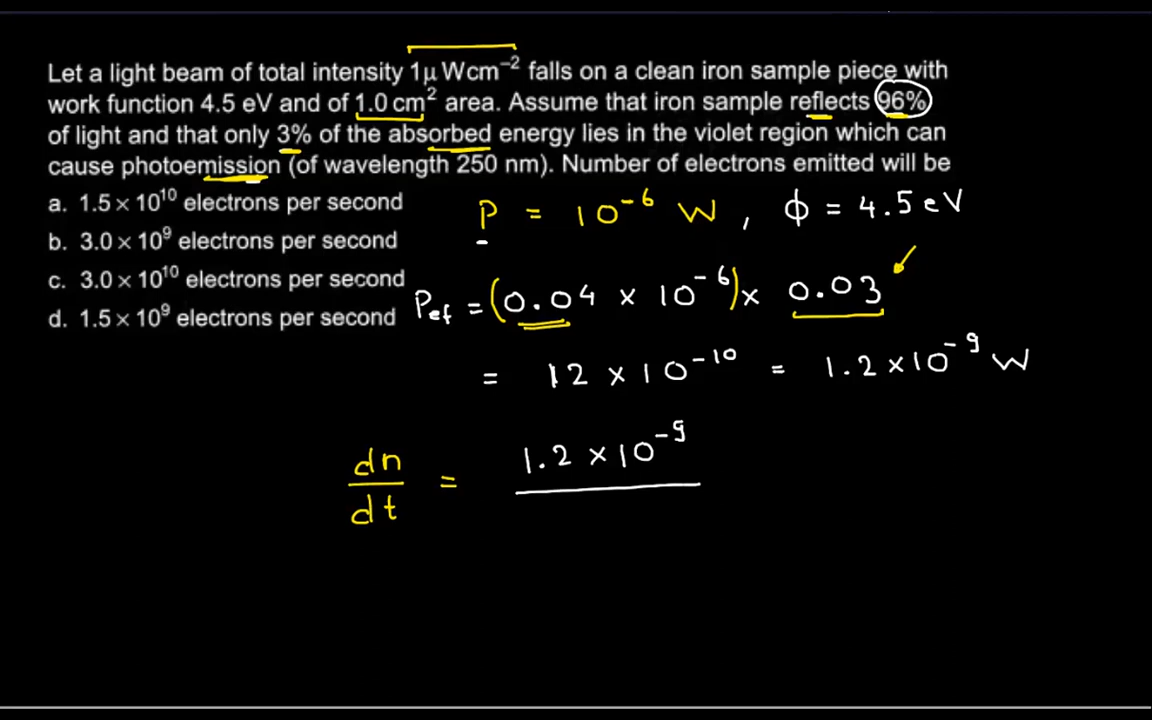 Let a light beam of total intensity 1μ Wcm⁻² falls on a clean iron sample piece with
work function 4.5 eV and of 1.0 cm² area. Assume that iron sample reflects 96%
of light and that only 3% of the absorbed energy lies in the violet region which can
cause photoemission (of wavelength 250 nm). Number of electrons emitted will be
a. 1.5 × 10¹⁰ electrons per second
b. 3.0 × 10⁹ electrons per second
c. 3.0 × 10¹⁰ electrons per second
d. 1.5 × 10⁹ electrons per second
P = 10⁻⁶ W , ϕ = 4.5 eV
Pef = (0.04 × 10⁻⁶) × 0.03
= 12 × 10⁻¹⁰ = 1.2 × 10⁻⁹ W
dn/dt = 1.2 × 10⁻⁹